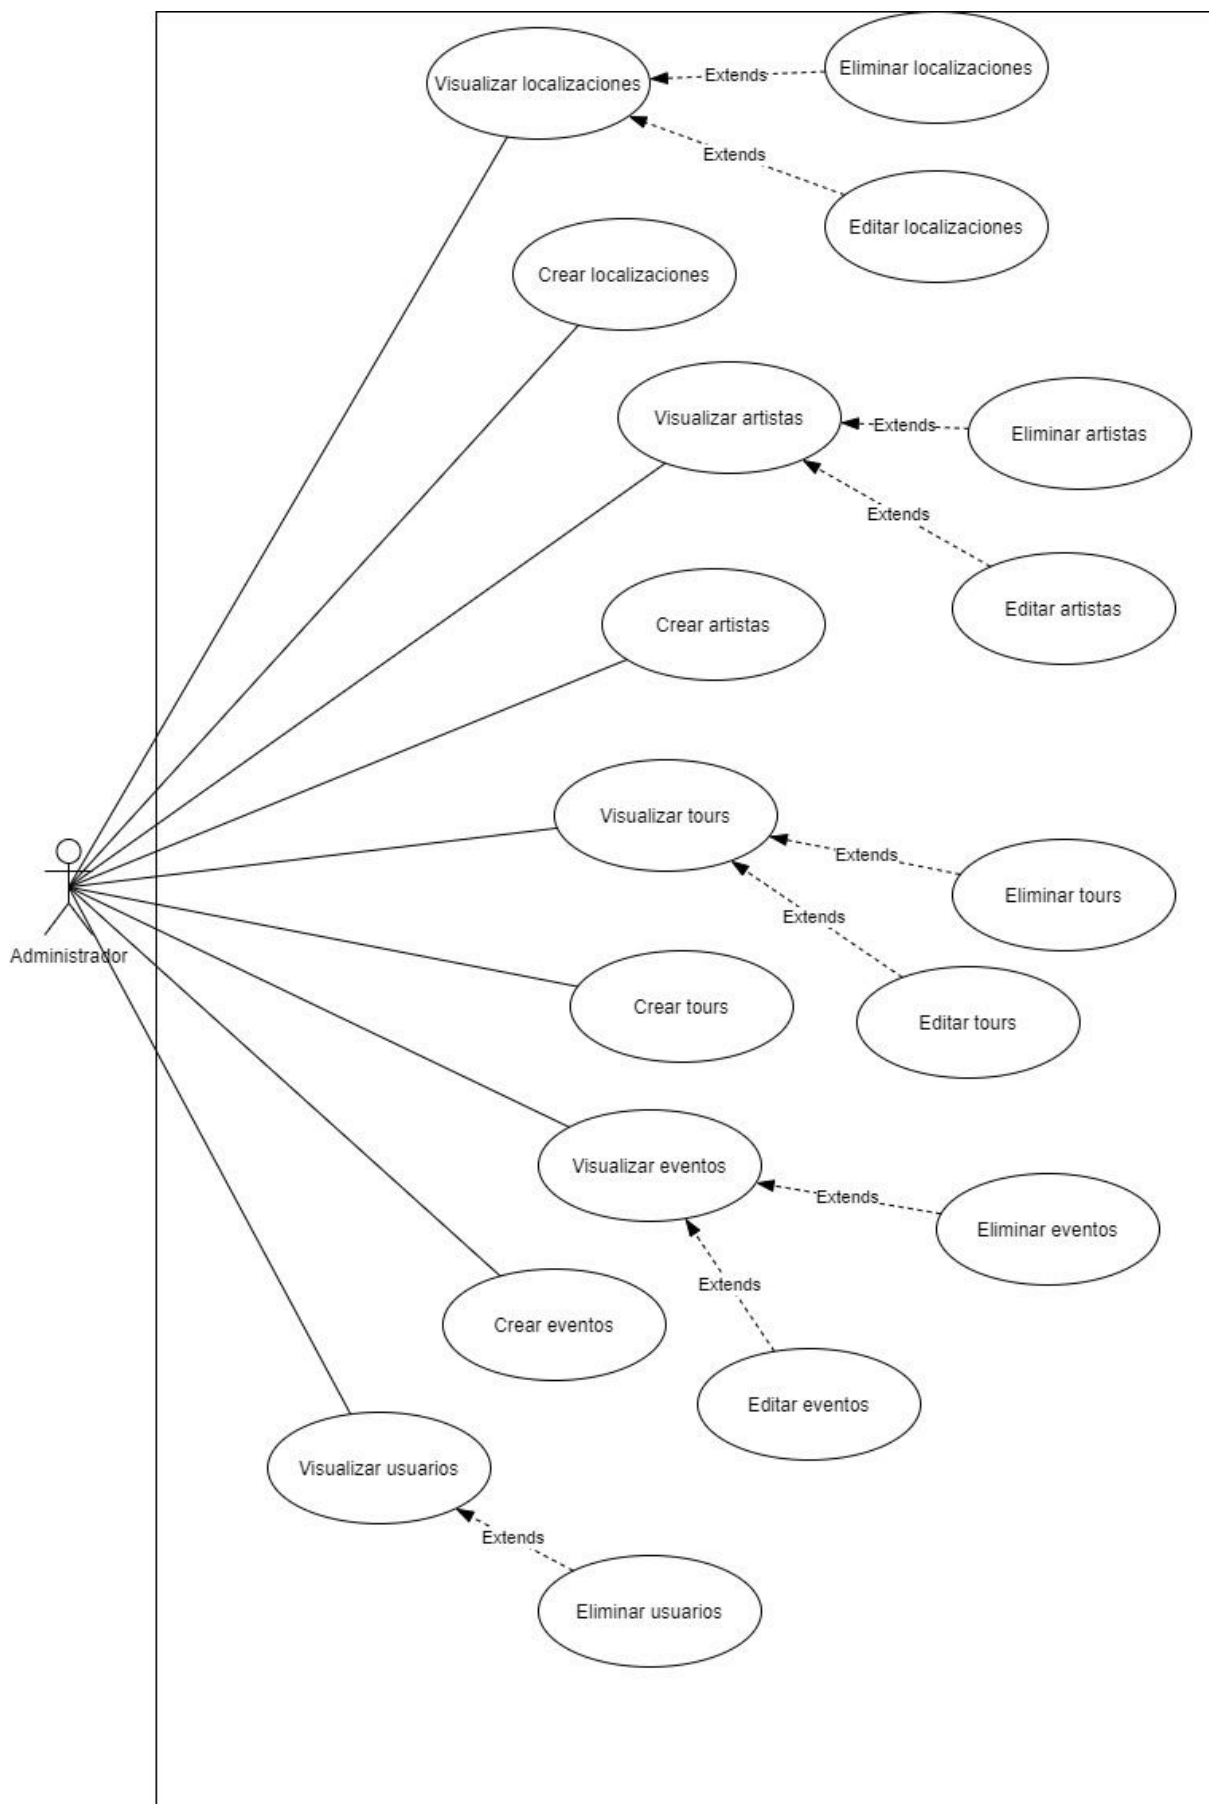 Visualizar localizaciones
Extends
Eliminar localizaciones
Extends
Editar localizaciones
Crear localizaciones
Visualizar artistas
Extends
Eliminar artistas
Extends
Editar artistas
Crear artistas
Visualizar tours
Extends
Eliminar tours
Extends
Editar tours
Administrador
Crear tours
Visualizar eventos
Extends
Eliminar eventos
Extends
Crear eventos
Editar eventos
Visualizar usuarios
Extends
Eliminar usuarios